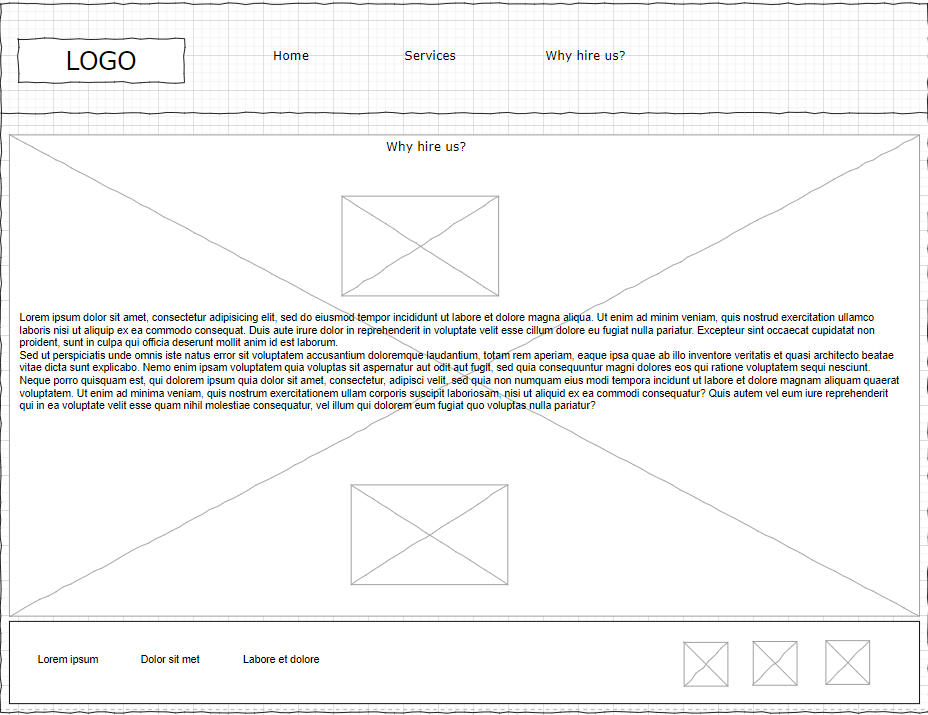 LOGO
Home
Services
Why hire us?
Why hire us?
Lorem ipsum dolor sit amet, consectetur adipisicing elit, sed do eiusmod tempor incididunt ut labore et dolore magna aliqua. Ut enim ad minim veniam, quis nostrud exercitation ullamco
laboris nisi ut aliquip ex ea commodo consequat. Duis aute irure dolor in reprehenderit in voluptate velit esse cillum dolore eu fugiat nulla pariatur. Excepteur sint occaecat cupidatat non
proident, sunt in culpa qui officia deserunt mollit anim id est laborum.
Sed ut perspiciatis unde omnis iste natus error sit voluptatem accusantium doloremque laudantium, totam rem aperiam, eaque ipsa quae ab illo inventore veritatis et quasi architecto beatae
vitae dicta sunt explicabo. Nemo enim ipsam voluptatem quia voluptas sit aspernatur aut odit aut fugit, sed quia consequuntur magni dolores eos qui ratione voluptatem sequi nesciunt.
Neque porro quisquam est, qui dolorem ipsum quia dolor sit amet, consectetur, adipisci velit, sed quia non numquam eius modi tempora incidunt ut labore et dolore magnam aliquam quaerat
voluptatem. Ut enim ad minima veniam, quis nostrum exercitationem ullam corporis suscipit laboriosam, nisi ut aliquid ex ea commodi consequatur? Quis autem vel eum iure reprehenderit
qui in ea voluptate velit esse quam nihil molestiae consequatur, vel illum qui dolorem eum fugiat quo voluptas nulla pariatur?
Lorem ipsum
Dolor sit met
Labore et dolore